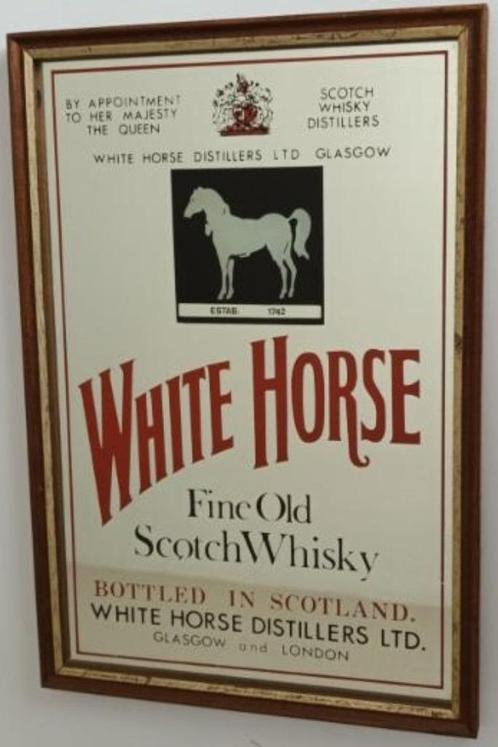 BY APPOINTMENT
TO HER MAJESTY
THE QUEEN
SCOTCH
WHISKY
DISTILLERS
WHITE HORSE DISTILLERS LTD GLASGOW
ESTAB. 1742
WHITE HORSE
Fine Old
Scotch Whisky
BOTTLED IN SCOTLAND.
WHITE HORSE DISTILLERS LTD.
GLASGOW and LONDON